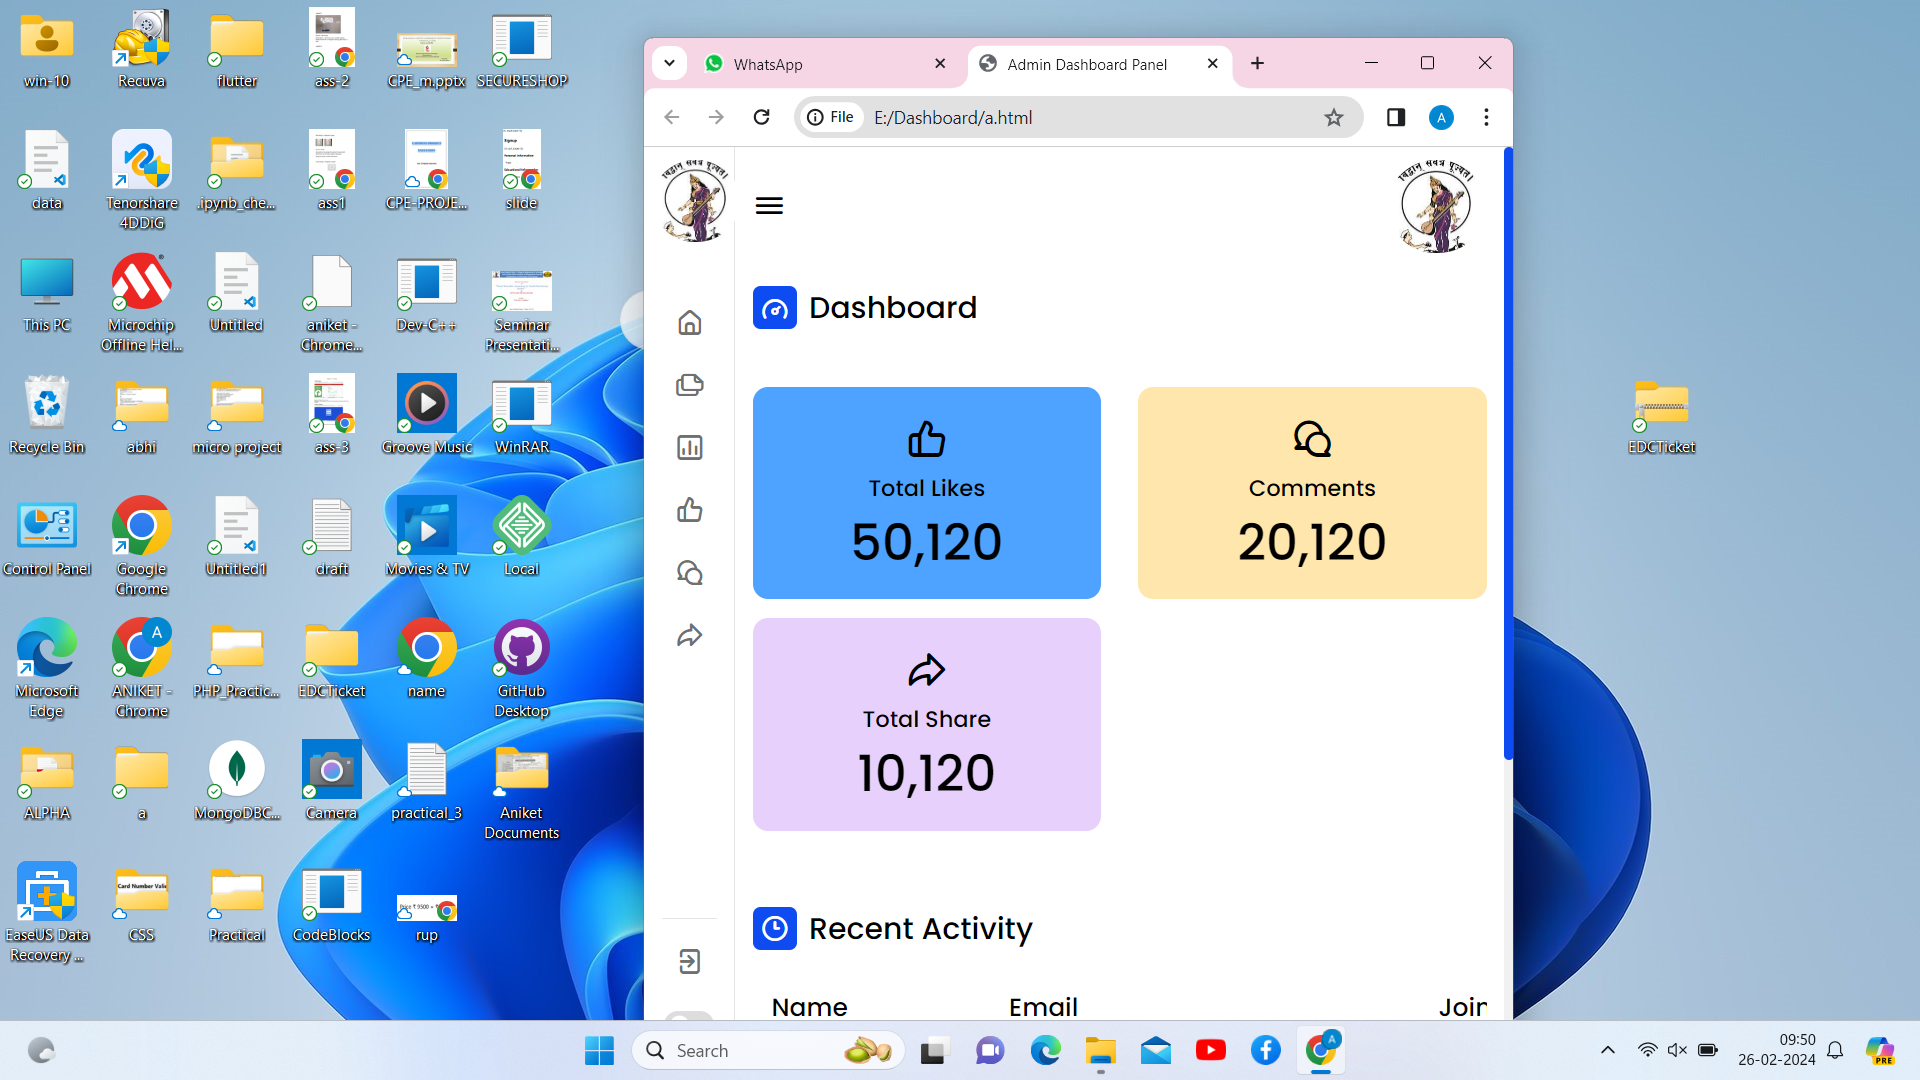 win-10
Recuva
flutter
ass-2
CPE_m.pptx
SECURESHOP
data
Tenorshare
4DDiG
.ipynb_che...
ass1
CPE-PROJE...
slide
This PC
Microchip
Offline Hel...
Untitled
aniket -
Chrome...
Dev-C++
Seminar
Presentati...
Recycle Bin
abhi
micro project
ass-3
Groove Music
WinRAR
Control Panel
Google
Chrome
Untitled1
draft
Movies & TV
Local
Microsoft
Edge
A
ANIKET -
Chrome
PHP_Practic...
EDCTicket
name
GitHub
Desktop
ALPHA
a
MongoDBC...
Camera
practical_3
Aniket
Documents
EaseUS Data
Recovery ...
CSS
Practical
CodeBlocks
rup
WhatsApp
Admin Dashboard Panel
File
E:/Dashboard/a.html
A
Dashboard
Total Likes
50,120
Comments
20,120
Total Share
10,120
Recent Activity
Name
Email
EDCTicket
Search
A
09:50
26-02-2024
PRE